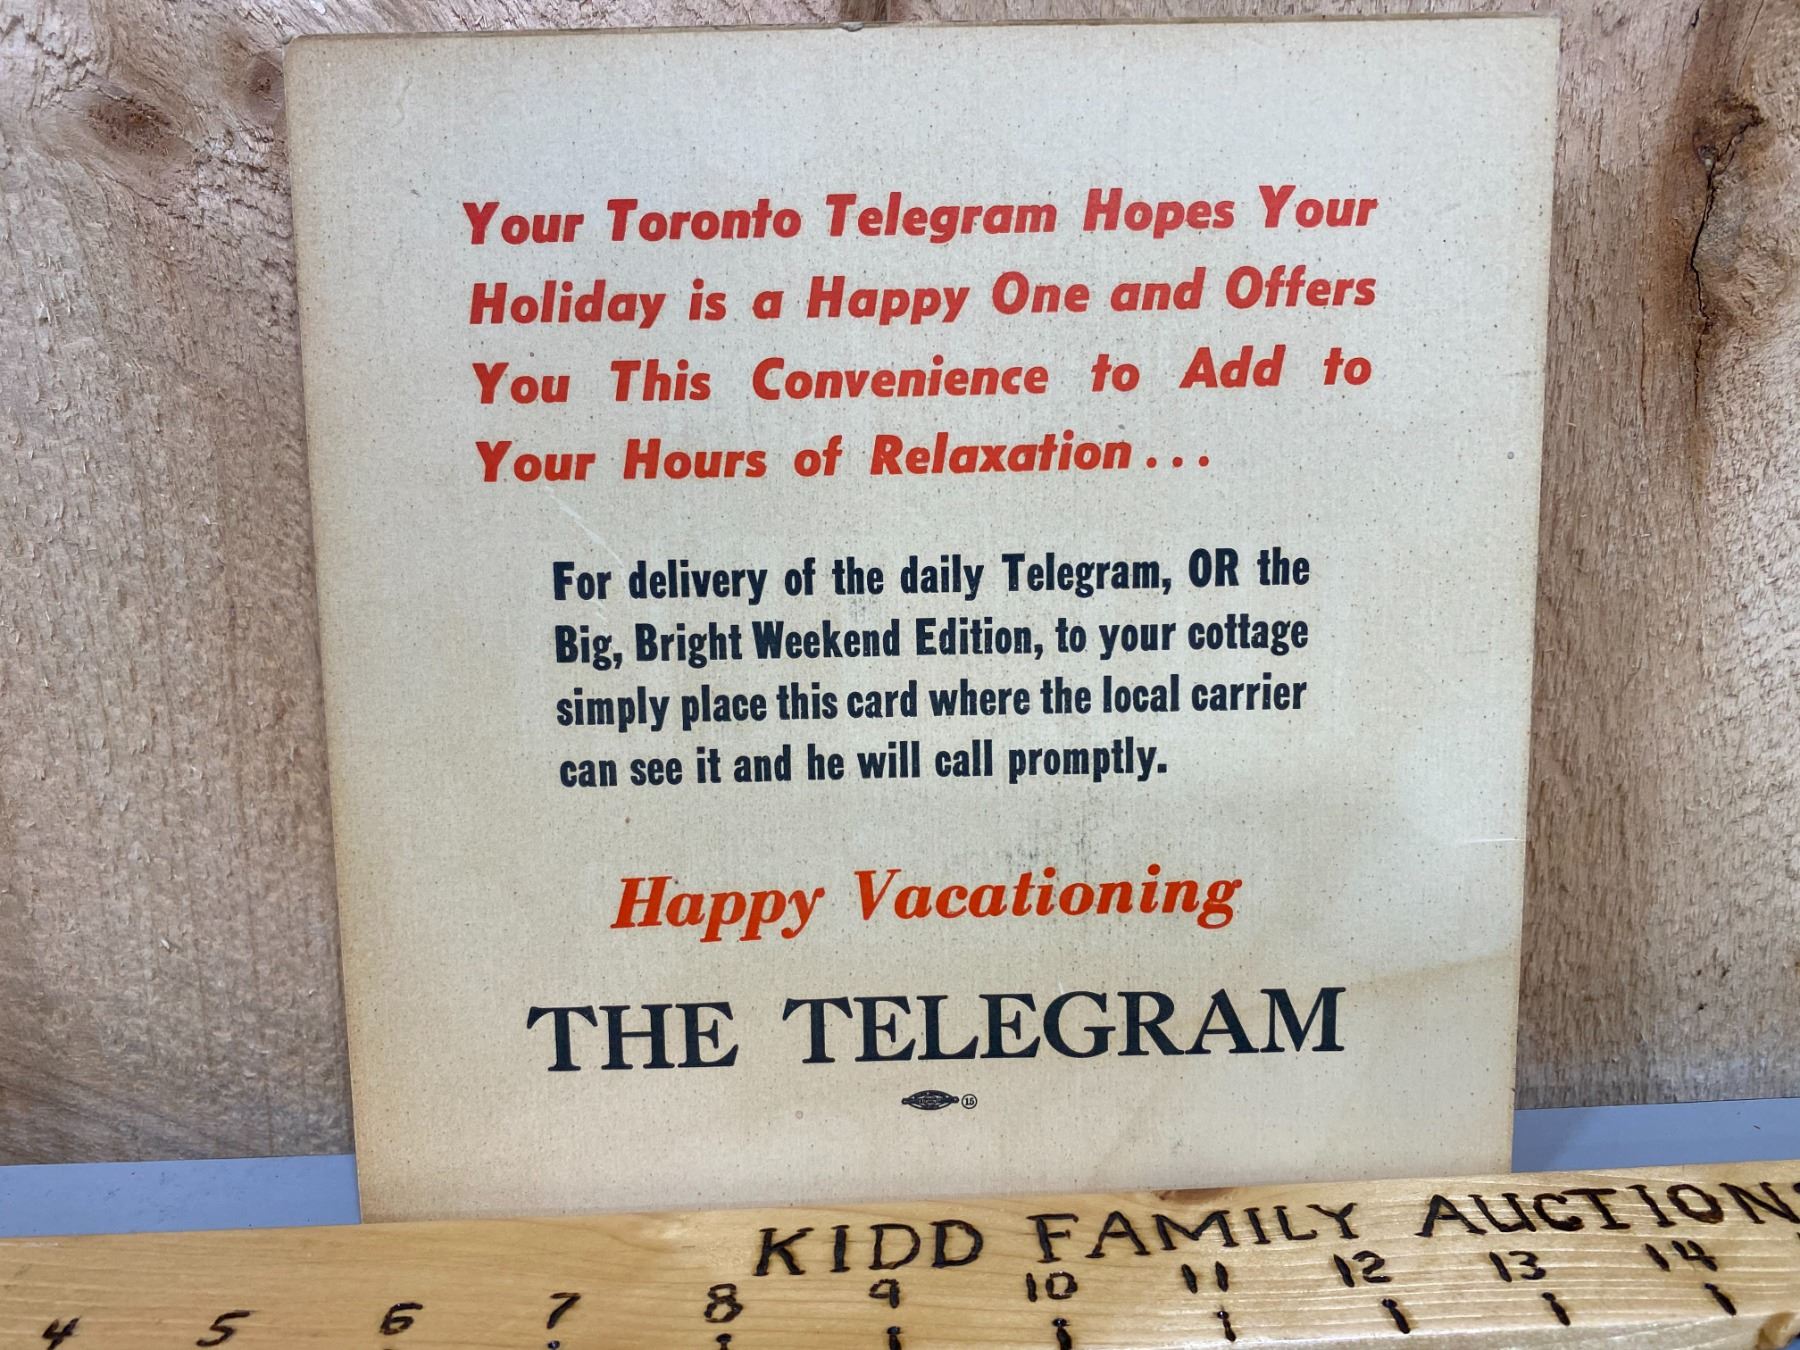 Your Toronto Telegram Hopes Your
Holiday is a Happy One and Offers
You This Convenience to Add to
Your Hours of Relaxation...
For delivery of the daily Telegram, OR the
Big, Bright Weekend Edition, to your cottage
simply place this card where the local carrier
can see it and he will call promptly.
Happy Vacationing
THE TELEGRAM
15
KIDD FAMILY AUCTIONS
4 5 6 7 8 9 10 11 12 13 14